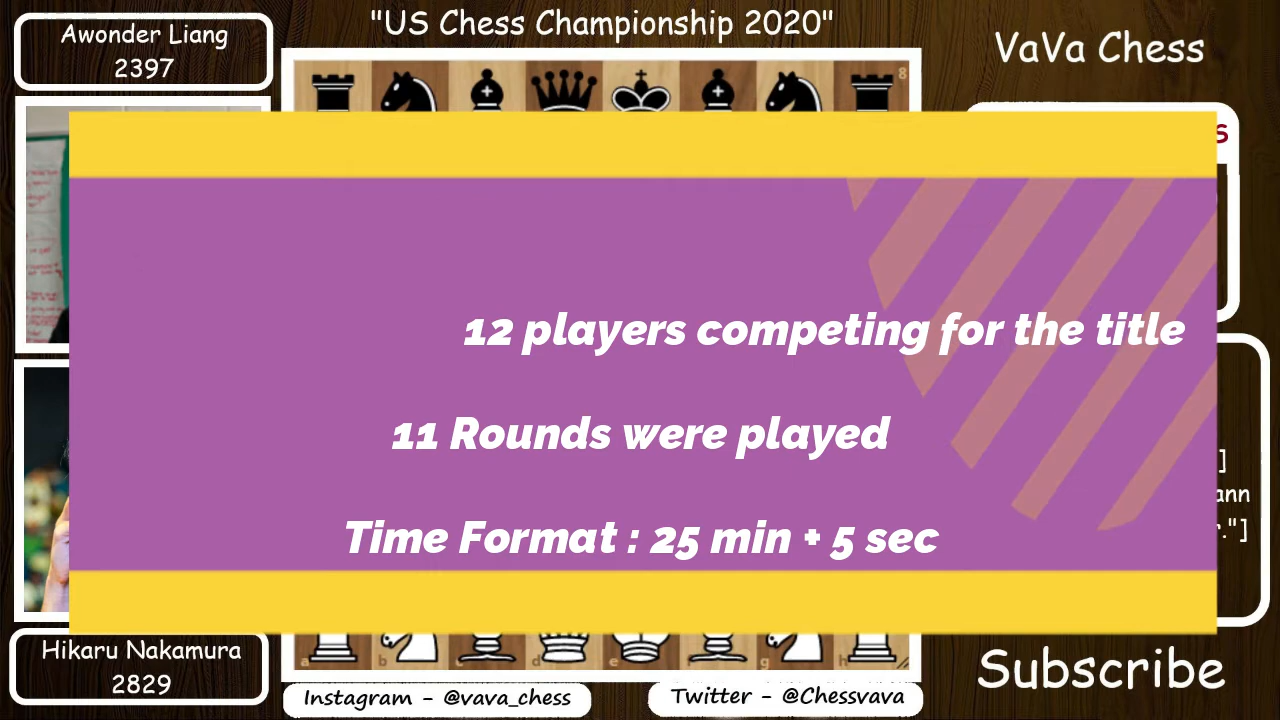 "US Chess Championship 2020"
Awonder Liang
2397
VaVa Chess
8
12 players competing for the title
11 Rounds were played
Time Format : 25 min + 5 sec
]
"]
Hikaru Nakamura
2829
a b d e g h
Subscribe
Instagram - @vava_chess
Twitter - @Chessvava